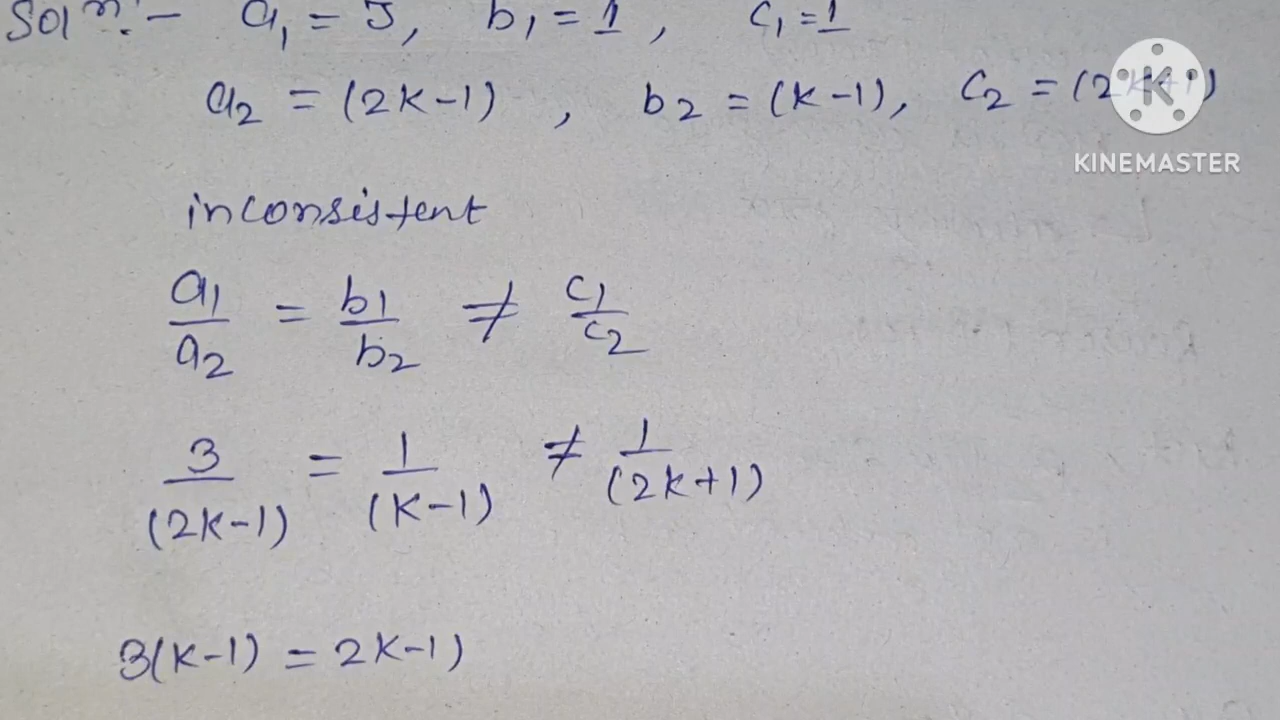 Solⁿ:- a₁ = 3, b₁ = 1, c₁ = 1
a₂ = (2k-1), b₂ = (k-1), c₂ = (2k+1)
KINEMASTER
inconsistent
a₁/a₂ = b₁/b₂ ≠ c₁/c₂
3/(2k-1) = 1/(k-1) ≠ 1/(2k+1)
3(k-1) = 2k-1)